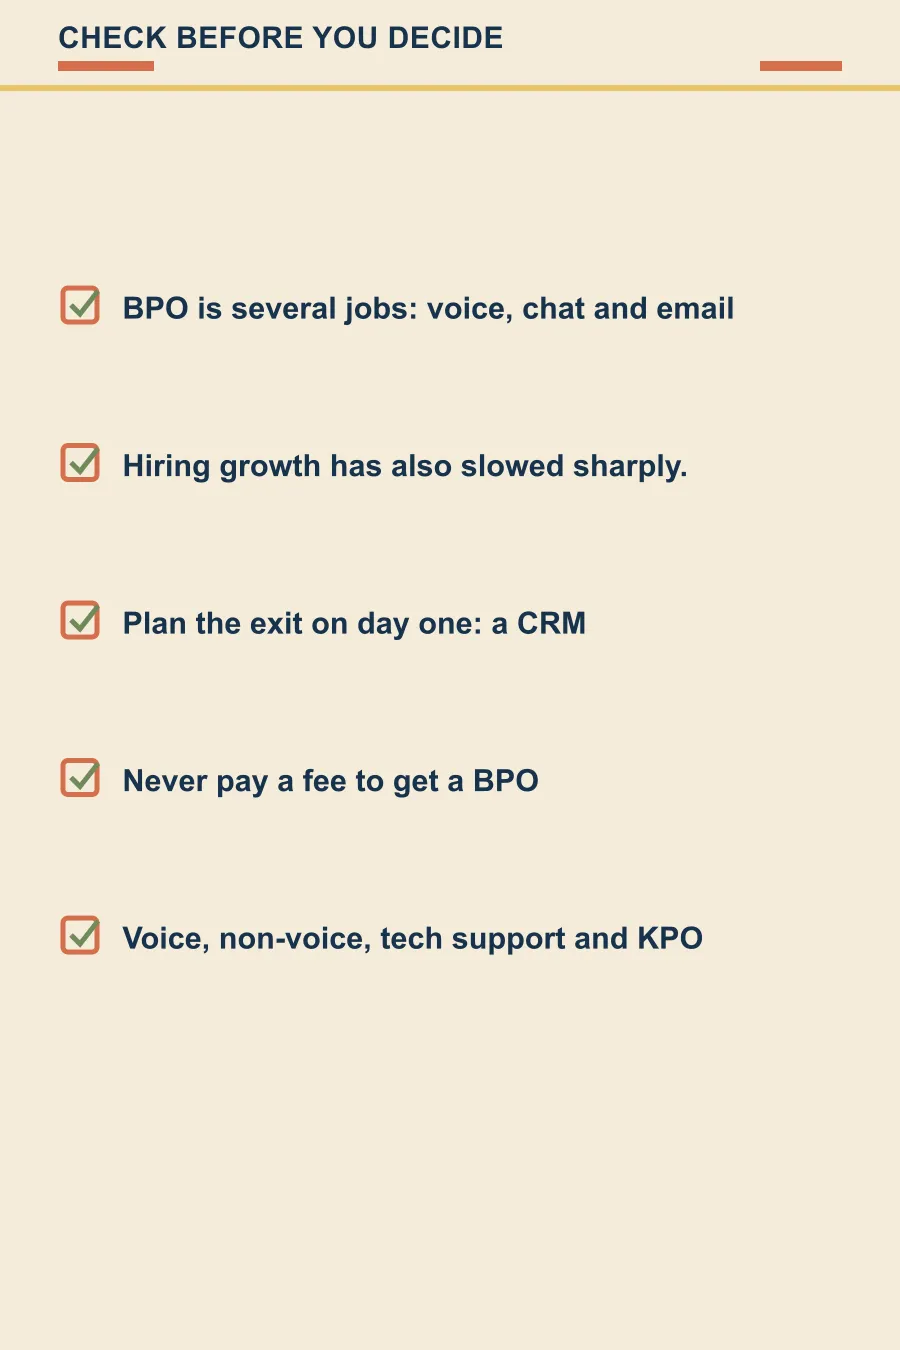 CHECK BEFORE YOU DECIDE
BPO is several jobs: voice, chat and email
Hiring growth has also slowed sharply.
Plan the exit on day one: a CRM
Never pay a fee to get a BPO
Voice, non-voice, tech support and KPO